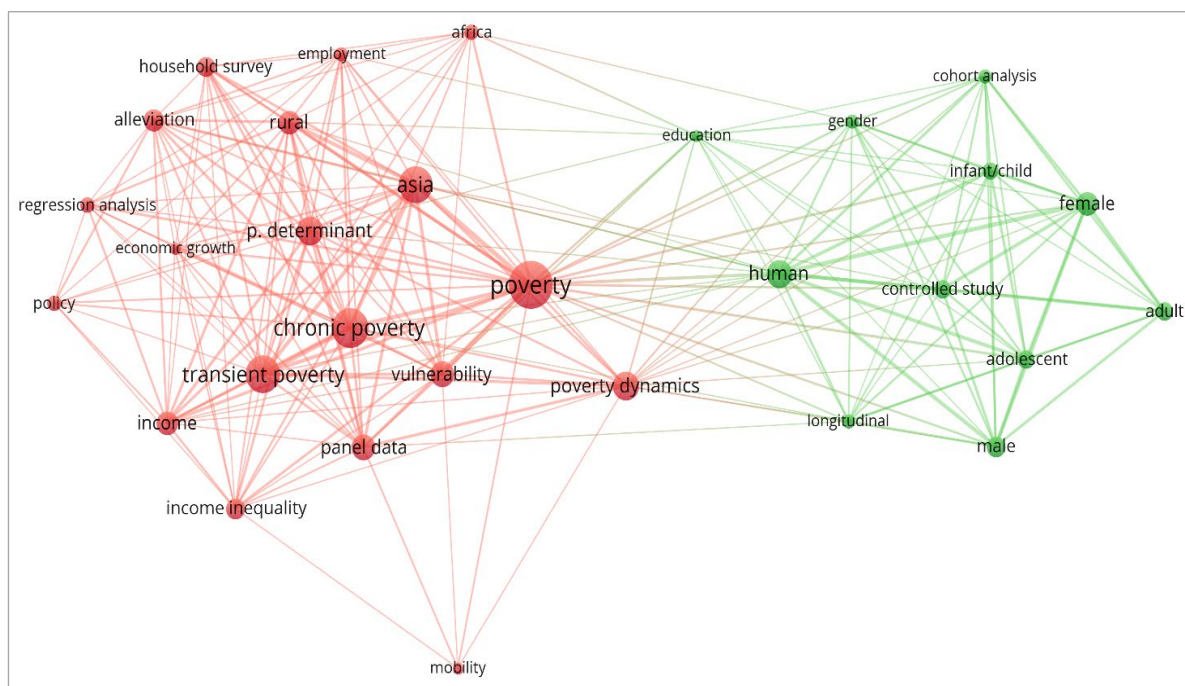 africa
employment
household survey
cohort analysis
alleviation
rural
gender
education
infant/child
asia
female
regression analysis
p. determinant
economic growth
human
poverty
controlled study
policy
adult
chronic poverty
adolescent
transient poverty
vulnerability
poverty dynamics
income
longitudinal
panel data
male
income inequality
mobility